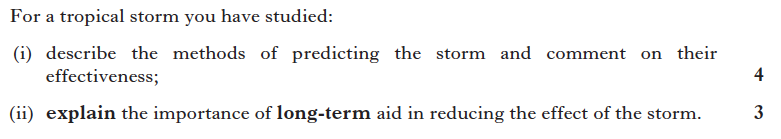 For a tropical storm you have studied:
(i) describe the methods of predicting the storm and comment on their
effectiveness; 4
(ii) explain the importance of long-term aid in reducing the effect of the storm. 3